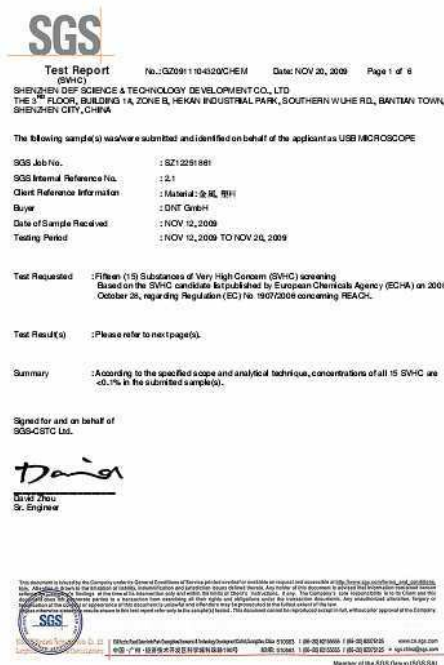 SGS
Test Report No.:GZ0911104320/CHEM Date: NOV 20, 2009 Page 1 of 6
(SVHC)
SHENZHEN DEF SCIENCE & TECHNOLOGY DEVELOPMENT CO., LTD
THE 3RD FLOOR, BUILDING 14, ZONE B, HEKAN INDUSTRIAL PARK, SOUTHERN WUHE RD., BANTIAN TOWN,
SHENZHEN CITY, CHINA
The following sample(s) was/were submitted and identified on behalf of the applicant as USB MICROSCOPE
SGS Job No. : SZ12251861
SGS Internal Reference No. : 2.1
Client Reference Information : Material: 金属, 塑料
Buyer : DNT GmbH
Date of Sample Received : NOV 12, 2009
Testing Period : NOV 12, 2009 TO NOV 20, 2009
Test Requested : Fifteen (15) Substances of Very High Concern (SVHC) screening
Based on the SVHC candidate list published by European Chemicals Agency (ECHA) on
October 28, regarding Regulation (EC) No 1907/2006 concerning REACH.
Test Result(s) : Please refer to next page(s).
Summary : According to the specified scope and analytical technique, concentrations of all 15 SVHC are
<0.1% in the submitted sample(s).
Signed for and on behalf of
SGS-CSTC Ltd.
David
David Zhou
Sr. Engineer
SGS
Member of the SGS Group (SGS SA)